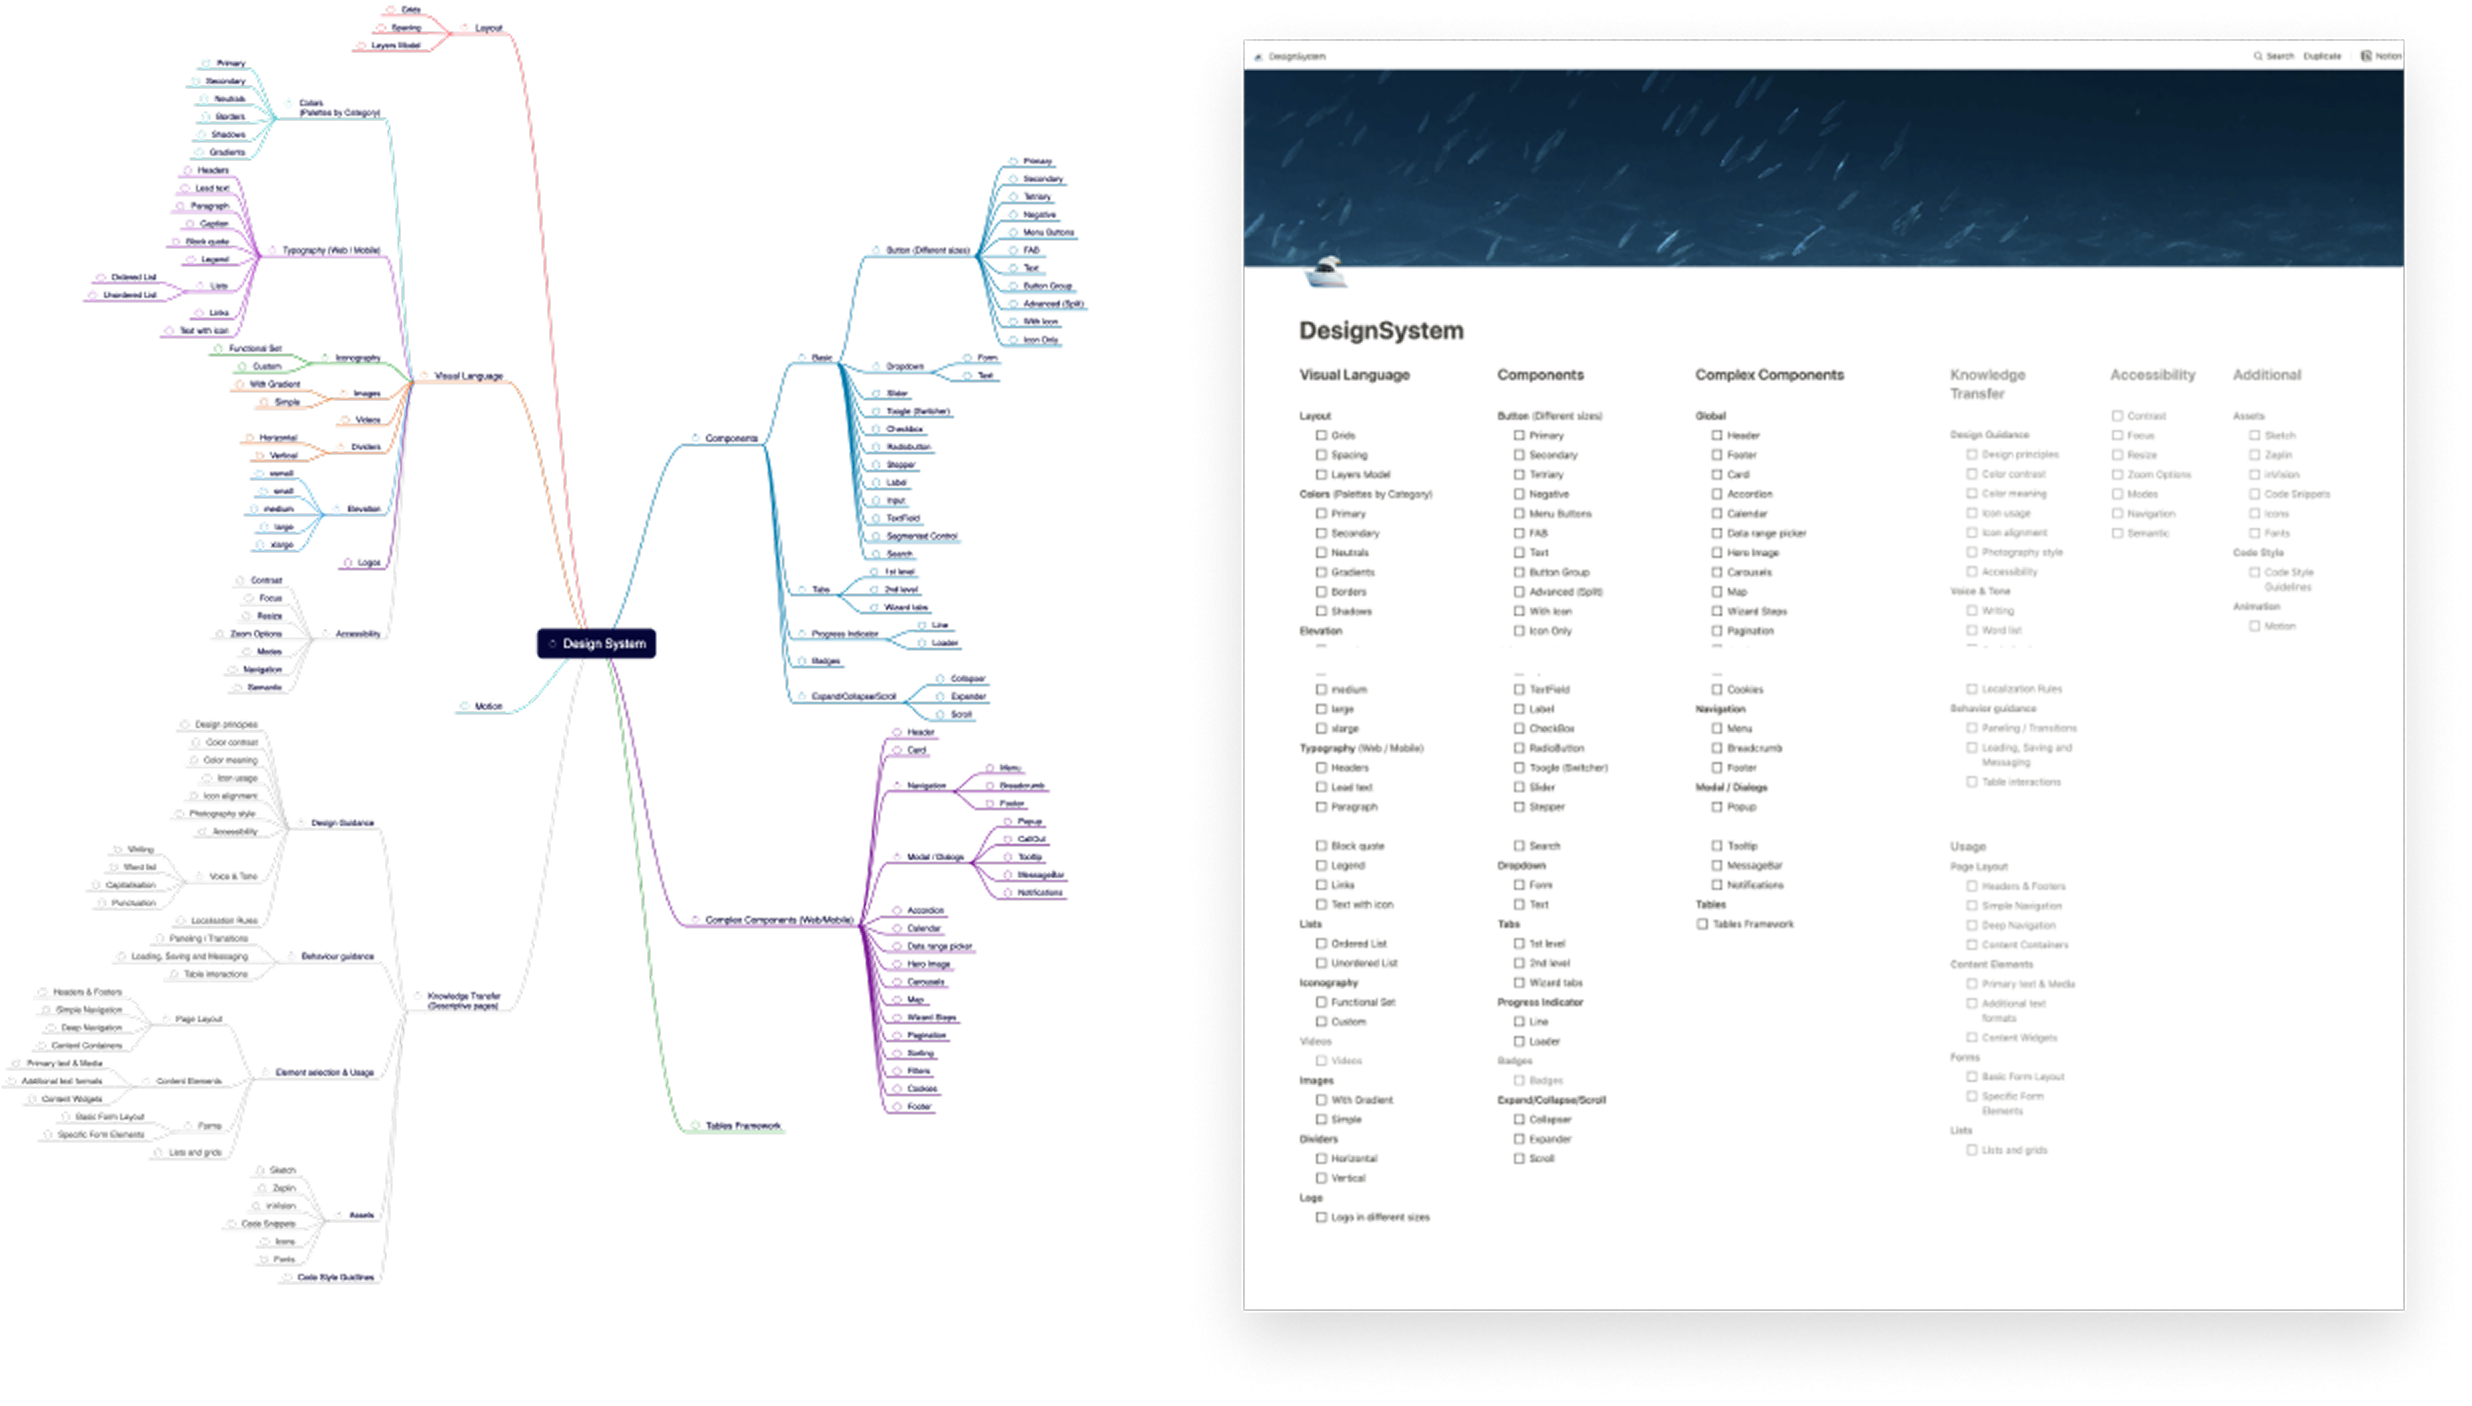 Grids
Spacing
Layers Model
Layout
Primary
Secondary
Neutrals
Borders
Shadows
Gradients
Colors
(Palettes by Category)
Headers
Lead text
Paragraph
Caption
Block quote
Legend
Ordered List
Unordered List
Lists
Links
Text with icon
Typography (Web / Mobile)
Functional Set
Custom
Iconography
With Gradient
Simple
Images
Videos
Horizontal
Vertical
Dividers
xsmall
small
medium
large
xlarge
Elevation
Logos
Contrast
Focus
Resize
Zoom Options
Modes
Navigation
Semantic
Accessibility
Visual Language
Motion
Design System
Design principles
Color contrast
Color meaning
Icon usage
Icon alignment
Photography style
Accessibility
Writing
Word list
Capitalisation
Punctuation
Voice & Tone
Localisation Rules
Design Guidance
Paneling / Transitions
Loading, Saving and Messaging
Table interactions
Behaviour guidance
Headers & Footers
Simple Navigation
Deep Navigation
Content Containers
Page Layout
Primary text & Media
Additional text formats
Content Widgets
Content Elements
Basic Form Layout
Specific Form Elements
Forms
Lists and grids
Element selection & Usage
Knowledge Transfer
(Descriptive pages)
Sketch
Zeplin
InVision
Code Snippets
Icons
Fonts
Assets
Code Style Guidlines
Components
Basic
Button (Different sizes)
Primary
Secondary
Tetriary
Negative
Menu Buttons
FAB
Text
Button Group
Advanced (Split)
With Icon
Icon Only
Dropdown
Form
Text
Slider
Toogle (Switcher)
Checkbox
Radiobutton
Stepper
Label
Input
TextField
Segmented Control
Search
Tabs
1st level
2nd level
Wizard tabs
Progress Indicator
Line
Loader
Badges
Expand/Collapse/Scroll
Collapser
Expander
Scroll
Complex Components (Web/Mobile)
Header
Card
Navigation
Menu
Breadcrumb
Footer
Modal / Dialogs
Popup
CallOut
Tooltip
MessageBar
Notifications
Accordion
Calendar
Data range picker
Hero Image
Carousels
Map
Wizard Steps
Pagination
Sorting
Filters
Cookies
Footer
Tables Framework
DesignSystem
Search Duplicate Notion
DesignSystem
Visual Language
Layout
Grids
Spacing
Layers Model
Colors (Palettes by Category)
Primary
Secondary
Neutrals
Gradients
Borders
Shadows
Elevation
medium
large
xlarge
Typography (Web / Mobile)
Headers
Lead text
Paragraph
Block quote
Legend
Links
Text with icon
Lists
Ordered List
Unordered List
Iconography
Functional Set
Custom
Videos
Videos
Images
With Gradient
Simple
Dividers
Horizontal
Vertical
Logo
Logo in different sizes
Components
Button (Different sizes)
Primary
Secondary
Tetriary
Negative
Menu Buttons
FAB
Text
Button Group
Advanced (Split)
With Icon
Icon Only
TextField
Label
CheckBox
RadioButton
Toogle (Switcher)
Slider
Stepper
Search
Dropdown
Form
Text
Tabs
1st level
2nd level
Wizard tabs
Progress Indicator
Line
Loader
Badges
Badges
Expand/Collapse/Scroll
Collapser
Expander
Scroll
Complex Components
Global
Header
Footer
Card
Accordion
Calendar
Data range picker
Hero Image
Carousels
Map
Wizard Steps
Pagination
Cookies
Navigation
Menu
Breadcrumb
Footer
Modal / Dialogs
Popup
Tooltip
MessageBar
Notifications
Tables
Tables Framework
Knowledge
Transfer
Design Guidance
Design principles
Color contrast
Color meaning
Icon usage
Icon alignment
Photography style
Accessibility
Voice & Tone
Writing
Word list
Localization Rules
Behavior guidance
Paneling / Transitions
Loading, Saving and
Messaging
Table interactions
Usage
Page Layout
Headers & Footers
Simple Navigation
Deep Navigation
Content Containers
Content Elements
Primary text & Media
Additional text
formats
Content Widgets
Forms
Basic Form Layout
Specific Form
Elements
Lists
Lists and grids
Accessibility
Contrast
Focus
Resize
Zoom Options
Modes
Navigation
Semantic
Additional
Assets
Sketch
Zeplin
inVision
Code Snippets
Icons
Fonts
Code Style
Code Style
Guidelines
Animation
Motion